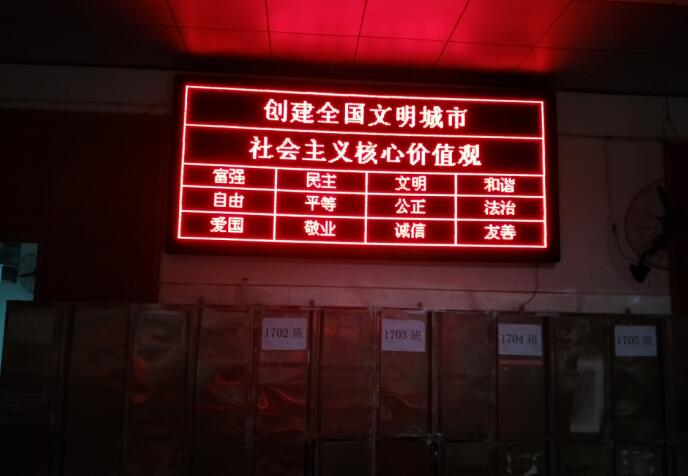 创建全国文明城市
社会主义核心价值观
富强 民主 文明 和谐
自由 平等 公正 法治
爱国 敬业 诚信 友善
1702班 1703班 1704班 1705班